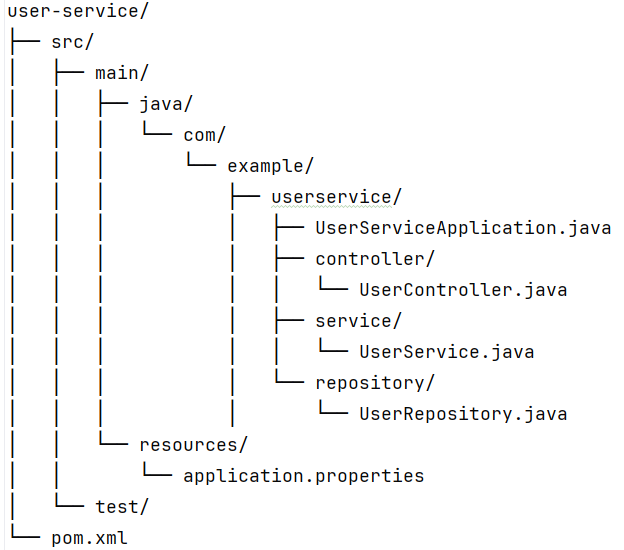 user-service/
├── src/
│   ├── main/
│   │   ├── java/
│   │   │   └── com/
│   │   │       └── example/
│   │   │           ├── userservice/
│   │   │           │   ├── UserServiceApplication.java
│   │   │           │   ├── controller/
│   │   │           │   │   └── UserController.java
│   │   │           │   ├── service/
│   │   │           │   │   └── UserService.java
│   │   │           │   └── repository/
│   │   │           │       └── UserRepository.java
│   │   └── resources/
│   │       └── application.properties
│   └── test/
└── pom.xml